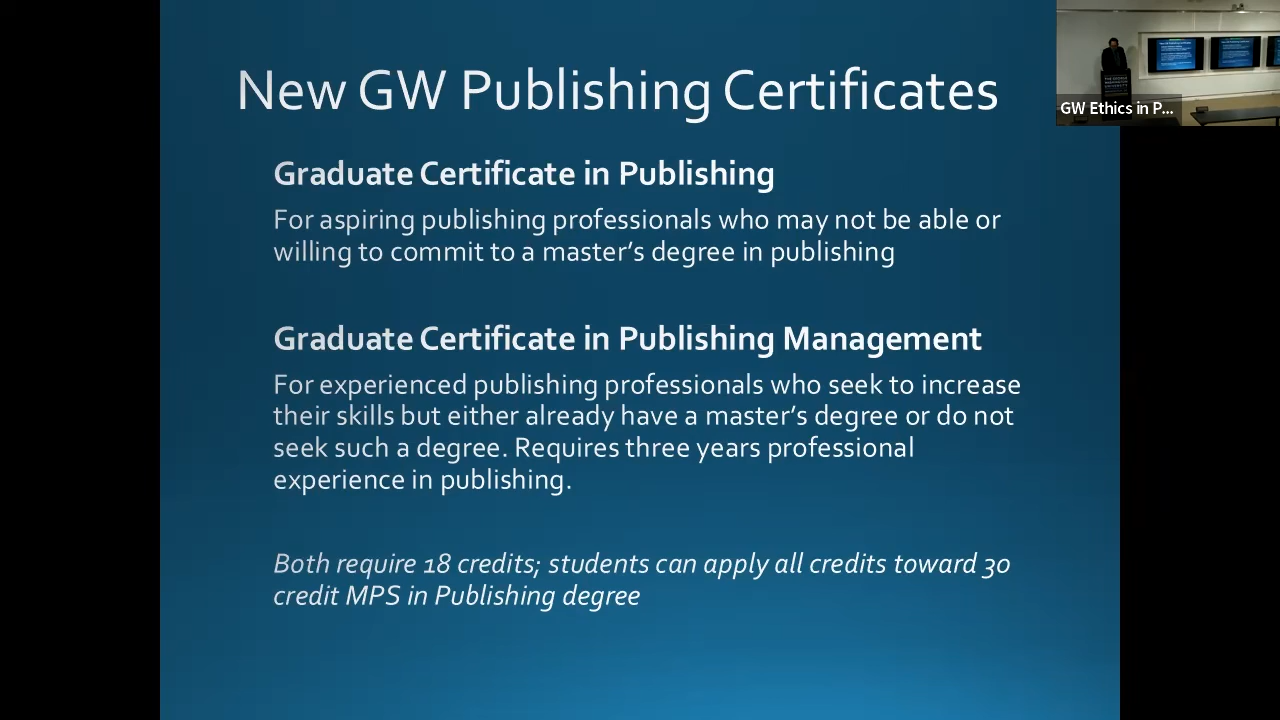 New GW Publishing Certificates
Graduate Certificate in Publishing
For aspiring publishing professionals who may not be able or
willing to commit to a master’s degree in publishing
Graduate Certificate in Publishing Management
For experienced publishing professionals who seek to increase
their skills but either already have a master’s degree or do not
seek such a degree. Requires three years professional
experience in publishing.
Both require 18 credits; students can apply all credits toward 30
credit MPS in Publishing degree
GW Ethics in P...